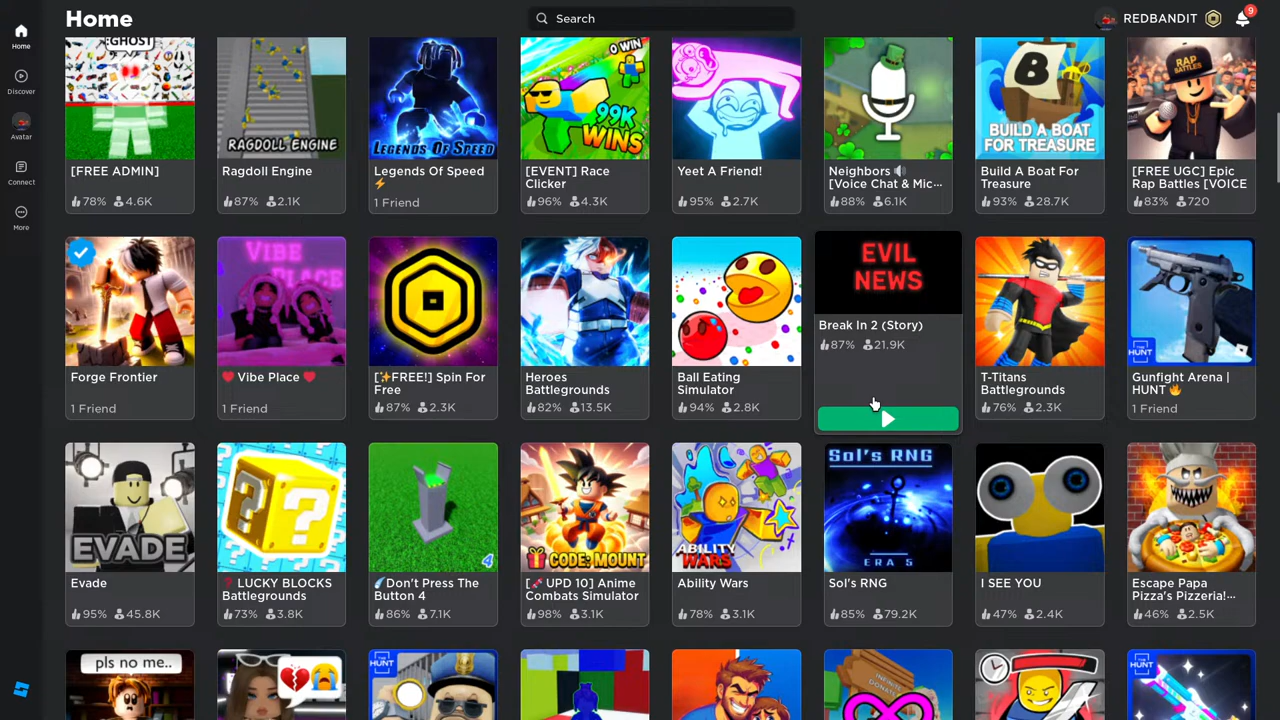 Home
Search
REDBANDIT
9
Home
Discover
Avatar
Connect
More
GHOST
RAGDOLL ENGINE
LEGENDS OF SPEED
0 WIN
99K
WINS
B
BUILD A BOAT
FOR TREASURE
RAP
BATTLES
[FREE ADMIN]
78% 4.6K
Ragdoll Engine
87% 2.1K
Legends Of Speed
⚡
1 Friend
[EVENT] Race
Clicker
96% 4.3K
Yeet A Friend!
95% 2.7K
Neighbors 🔊
[Voice Chat & Mic...
88% 6.1K
Build A Boat For
Treasure
93% 28.7K
[FREE UGC] Epic
Rap Battles [VOICE
83% 720
VIBE
PLACE
EVIL
NEWS
THE
HUNT
Forge Frontier
1 Friend
❤️ Vibe Place ❤️
1 Friend
[✨FREE!] Spin For
Free
87% 2.3K
Heroes
Battlegrounds
82% 13.5K
Ball Eating
Simulator
94% 2.8K
Break In 2 (Story)
87% 21.9K
T-Titans
Battlegrounds
76% 2.3K
Gunfight Arena |
HUNT 🔥
1 Friend
EVADE
? ?
4
CODE: MOUNT
ABILITY
WARS
Sol's RNG
ERA 5
Evade
95% 45.8K
❓ LUCKY BLOCKS
Battlegrounds
73% 3.8K
Don't Press The
Button 4
86% 7.1K
[UPD 10] Anime
Combats Simulator
98% 3.1K
Ability Wars
78% 3.1K
Sol's RNG
85% 79.2K
I SEE YOU
47% 2.4K
Escape Papa
Pizza's Pizzeria!...
46% 2.5K
pls no me..
THE
HUNT
INFINITE
DONATE
THE
HUNT